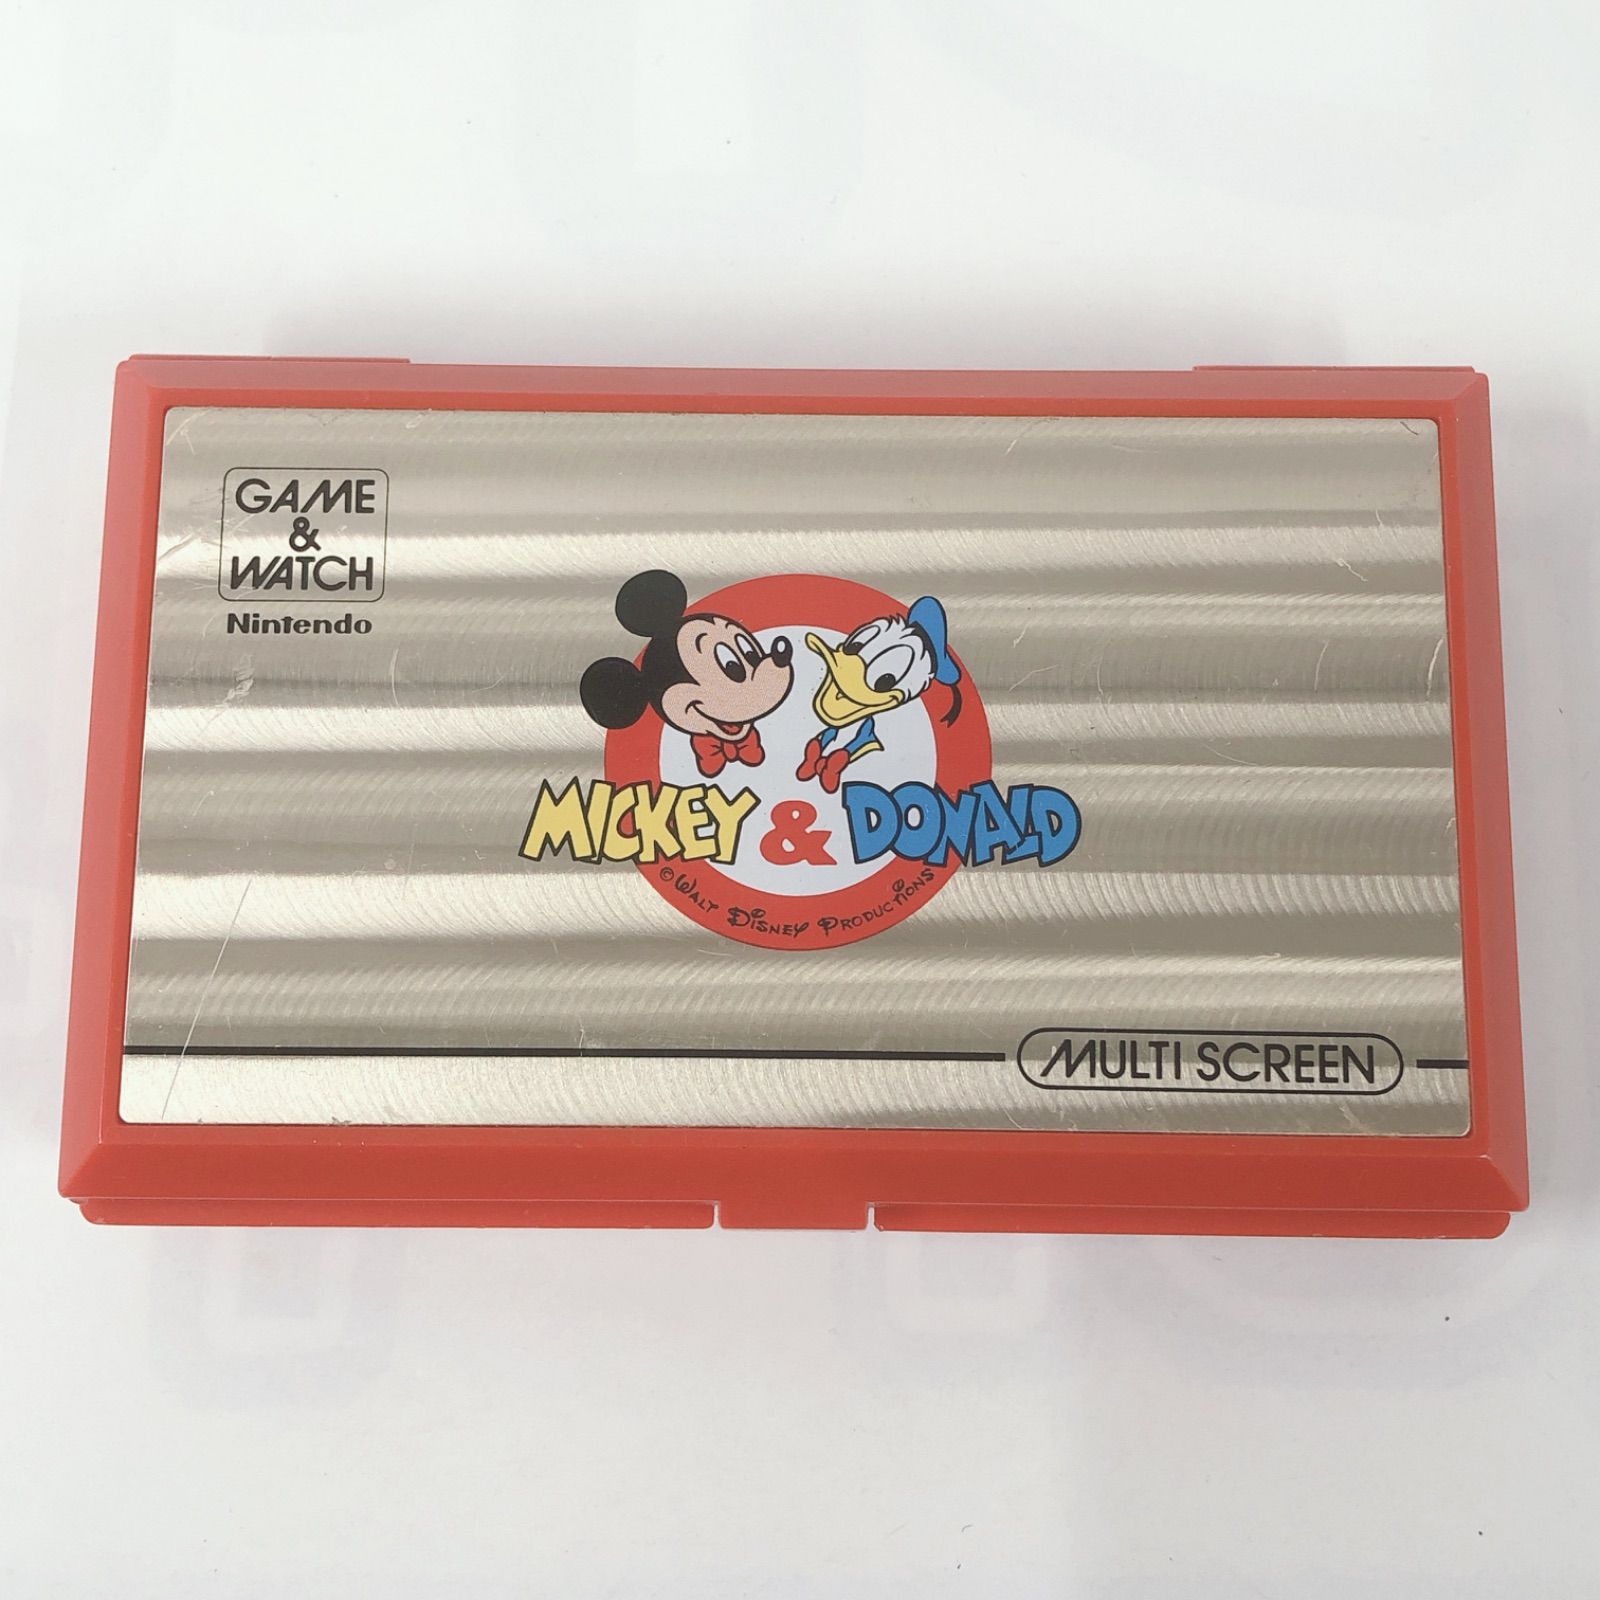 GAME
&
WATCH
Nintendo
MICKEY & DONALD
© WALT DISNEY PRODUCTIONS
MULTI SCREEN